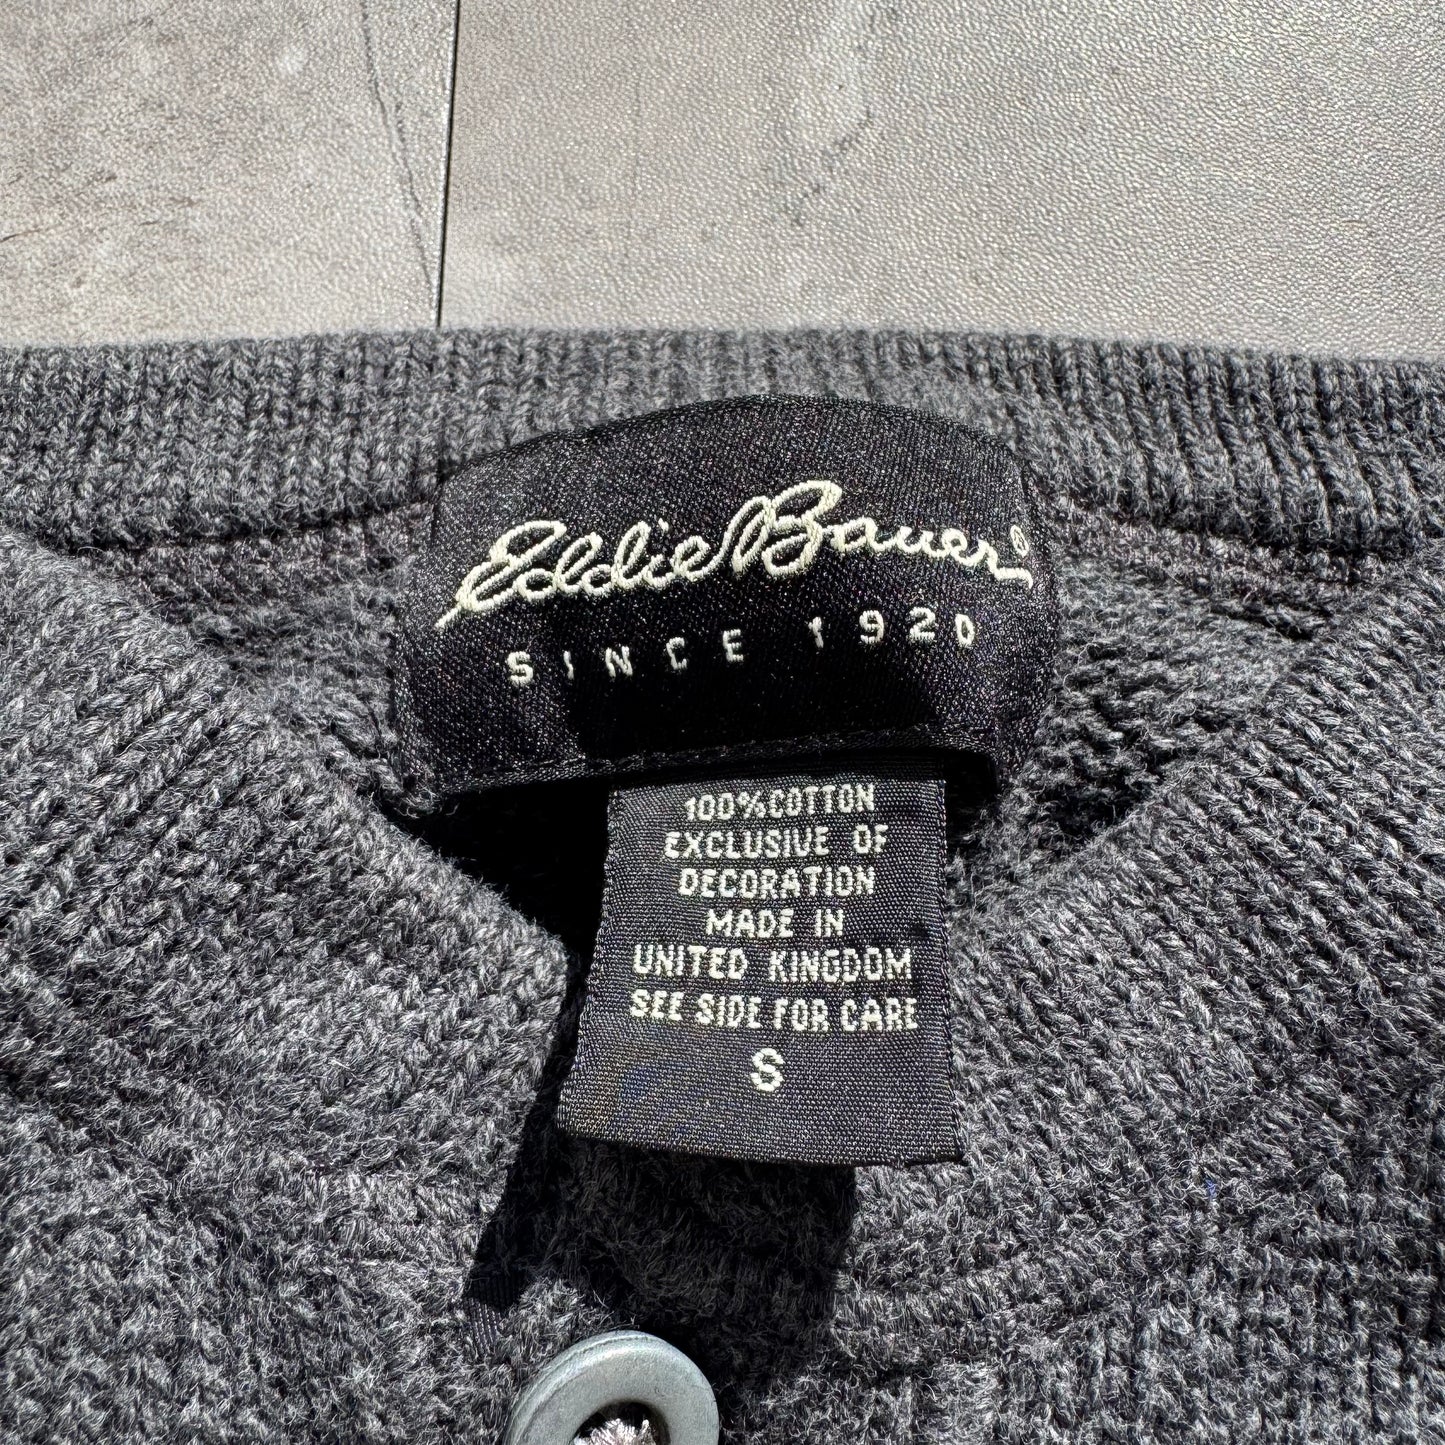 Eddie Bauer®
SINCE 1920
100% COTTON
EXCLUSIVE OF
DECORATION
MADE IN
UNITED KINGDOM
SEE SIDE FOR CARE
S